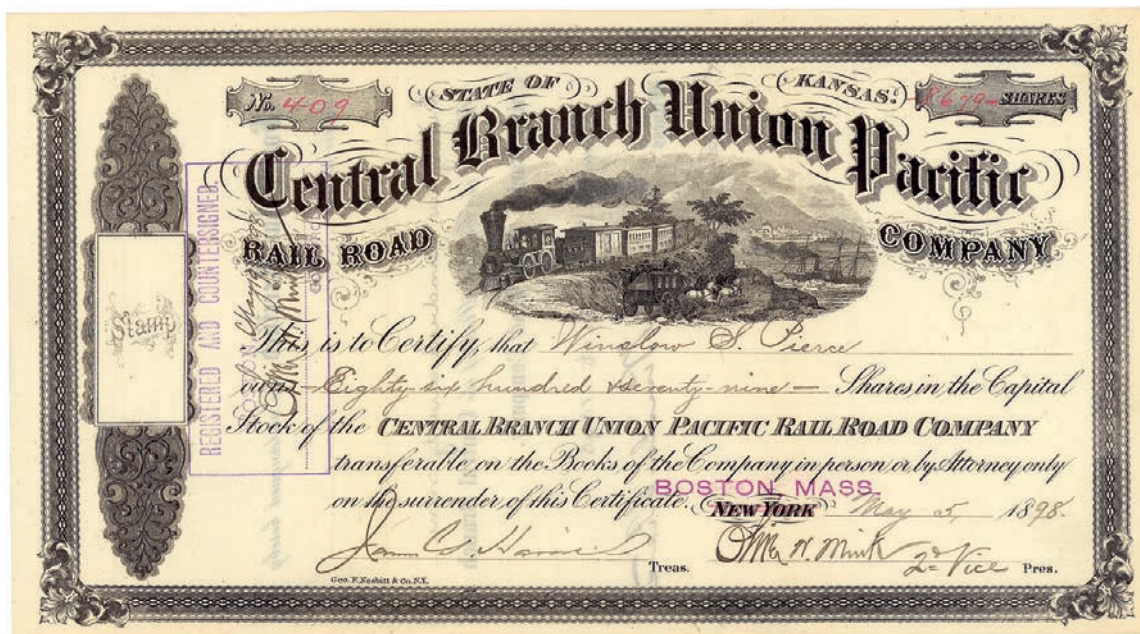 No. 409
STATE OF KANSAS.
8679 SHARES
Central Branch Union Pacific
RAIL ROAD COMPANY
Stamp
REGISTERED AND COUNTERSIGNED.
This is to Certify, that Winslow S. Pierce
owns Eighty-six hundred & seventy-nine Shares in the Capital
Stock of the CENTRAL BRANCH UNION PACIFIC RAIL ROAD COMPANY
transferable on the Books of the Company in person or by Attorney only
on the surrender of this Certificate. BOSTON MASS.
NEW YORK May 5, 1898.
Treas.
Oliver W. Mink 2d Vice Pres.
Geo. F. Nesbitt & Co. N.Y.